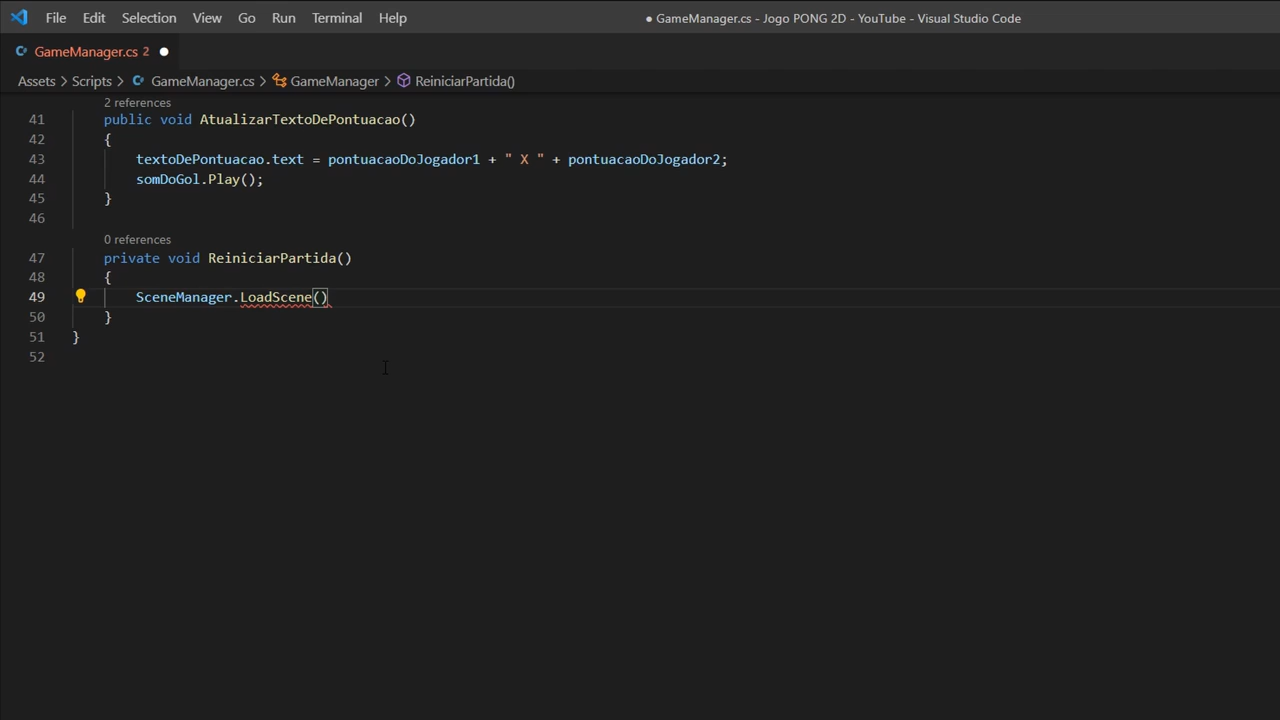 File Edit Selection View Go Run Terminal Help ● GameManager.cs - Jogo PONG 2D - YouTube - Visual Studio Code
GameManager.cs 2 ●
Assets > Scripts > GameManager.cs > GameManager > ReiniciarPartida()
2 references
41 public void AtualizarTextoDePontuacao()
42 {
43 textoDePontuacao.text = pontuacaoDoJogador1 + " X " + pontuacaoDoJogador2;
44 somDoGol.Play();
45 }
46
0 references
47 private void ReiniciarPartida()
48 {
49 SceneManager.LoadScene()
50 }
51 }
52